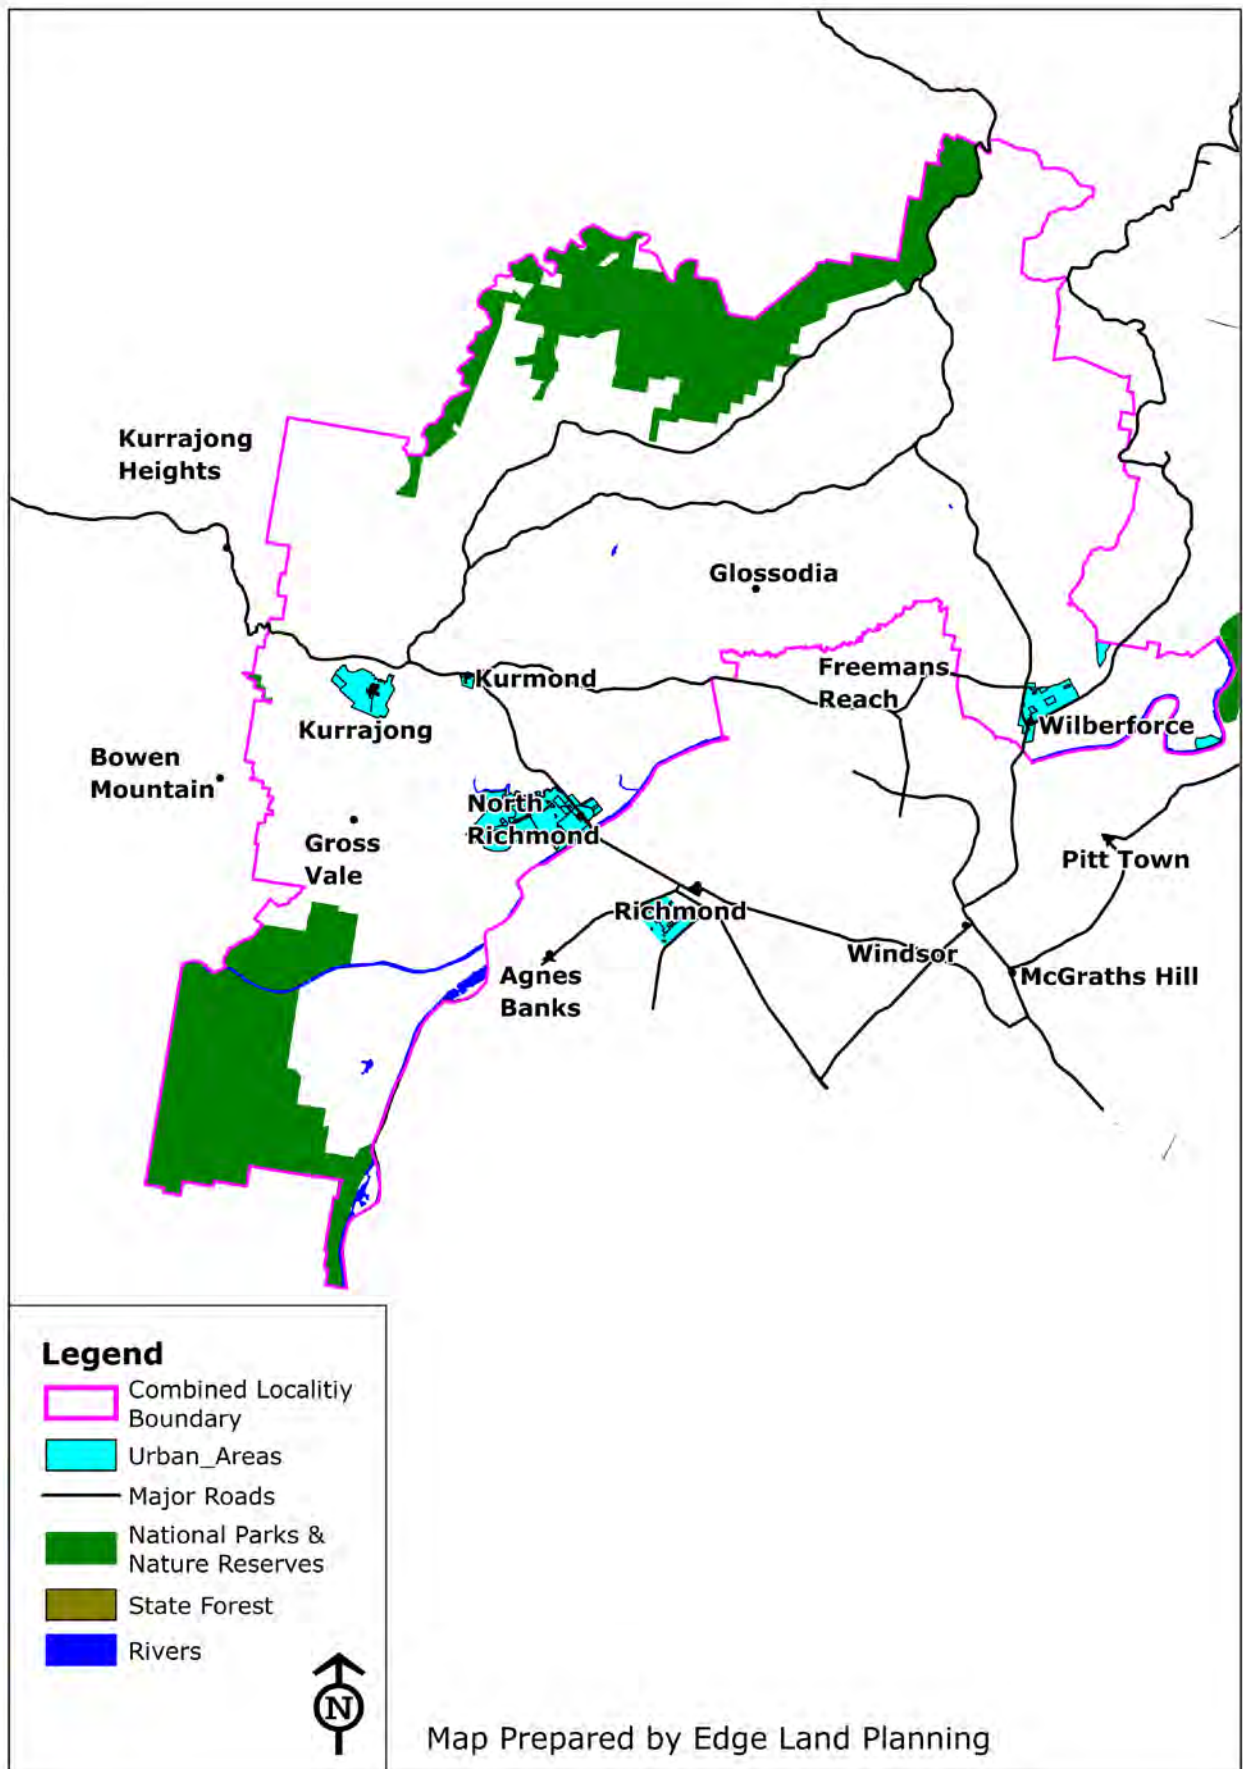 Kurrajong
Heights
Glossodia
Freemans
Reach
Kurmond
Kurrajong
Wilberforce
Bowen
Mountain
North
Richmond
Gross
Vale
Pitt Town
Richmond
Windsor
Agnes
Banks
McGraths Hill
Legend
Combined Localitiy
Boundary
Urban_Areas
Major Roads
National Parks &
Nature Reserves
State Forest
Rivers
N
Map Prepared by Edge Land Planning